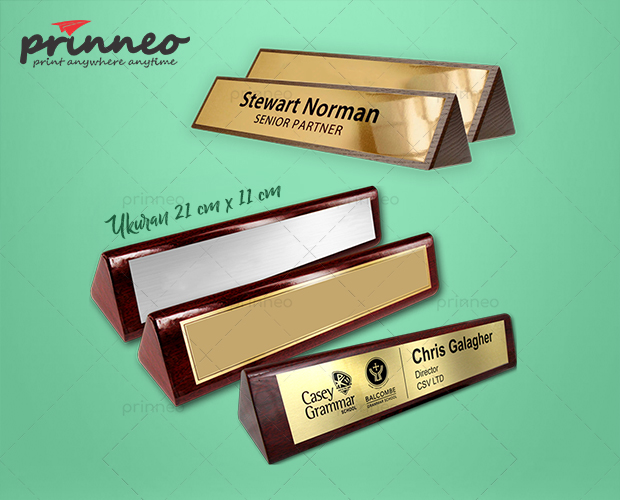 prinneo
print anywhere anytime
Stewart Norman
SENIOR PARTNER
prinneo
Ukuran 21 cm x 11 cm
prinneo
prinneo
prinneo
Casey
Grammar
SCHOOL
BALCOMBE
GRAMMAR SCHOOL
Chris Galagher
Director
CSV LTD